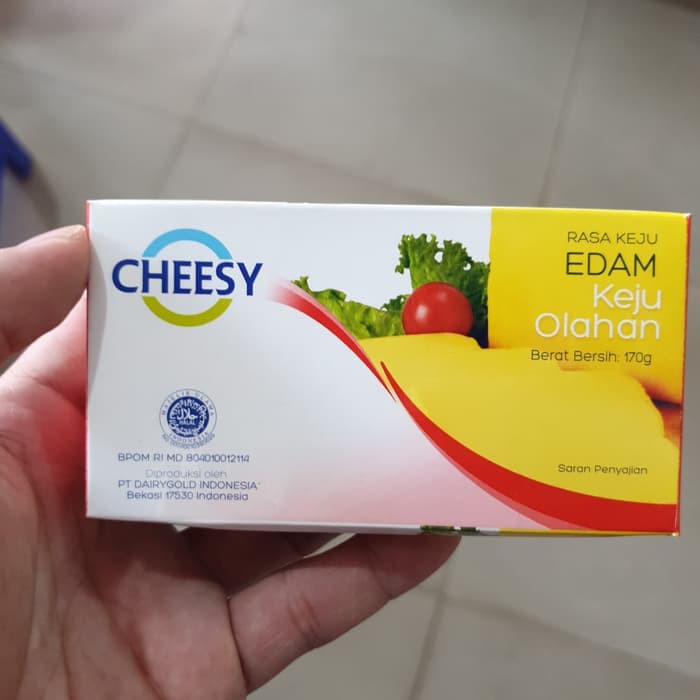 CHEESY
RASA KEJU
EDAM
Keju
Olahan
Berat Bersih: 170g
HALAL
BPOM RI MD 804010012114
Diproduksi oleh
PT DAIRYGOLD INDONESIA
Bekasi 17530 Indonesia
Saran Penyajian